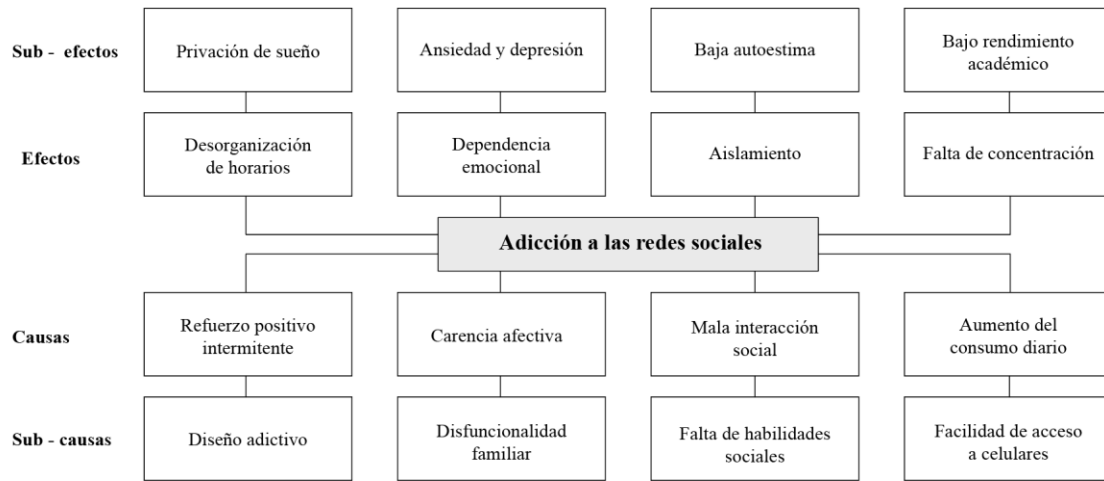 Sub - efectos
Privación de sueño
Ansiedad y depresión
Baja autoestima
Bajo rendimiento
académico
Efectos
Desorganización
de horarios
Dependencia
emocional
Aislamiento
Falta de concentración
Adicción a las redes sociales
Causas
Refuerzo positivo
intermitente
Carencia afectiva
Mala interacción
social
Aumento del
consumo diario
Sub - causas
Diseño adictivo
Disfuncionalidad
familiar
Falta de habilidades
sociales
Facilidad de acceso
a celulares